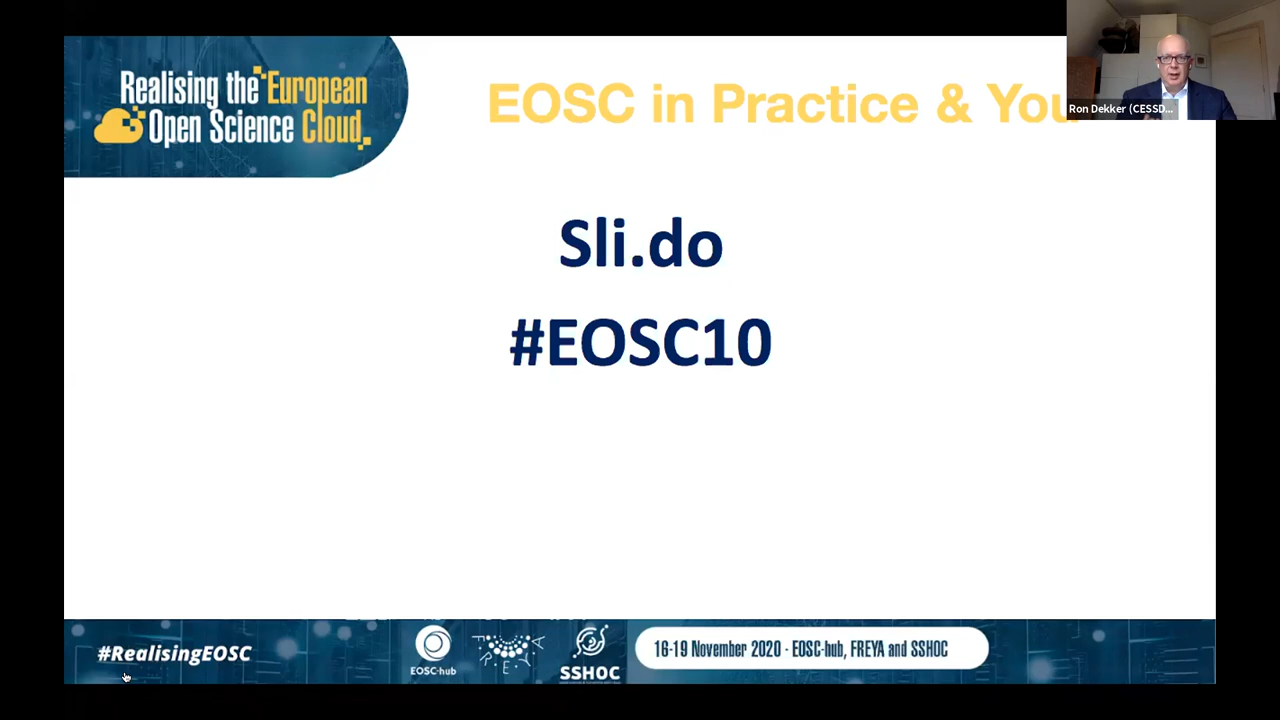 Realising the European
Open Science Cloud
EOSC in Practice & You
Ron Dekker (CESSD...
Sli.do
#EOSC10
#RealisingEOSC
EOSC-hub
FREYA
SSHOC
16-19 November 2020 - EOSC-hub, FREYA and SSHOC